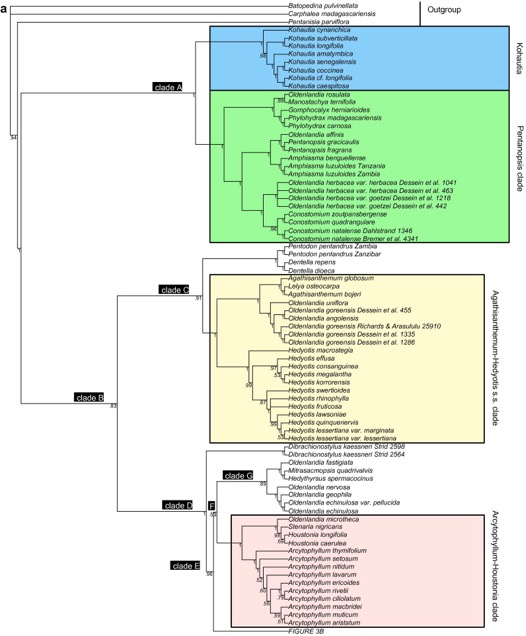 a
Batopedina pulvinellata
Carphalea madagascariensis
Pentanisia parviflora
Outgroup
Kohautia cynanchica
Kohautia subverticillata
Kohautia longifolia
Kohautia amatymbica
Kohautia senegalensis
Kohautia coccinea
Kohautia cf. longifolia
Kohautia caespitosa
Kohautia
clade A
Oldenlandia rosulata
Manostachya ternifolia
Gomphocalyx herniarioides
Phylohydrax madagascariensis
Phylohydrax carnosa
Oldenlandia affinis
Pentanopsis gracicaulis
Pentanopsis fragrans
Amphiasma benguellense
Amphiasma luzuloides Tanzania
Amphiasma luzuloides Zambia
Oldenlandia herbacea var. herbacea Dessein et al. 1041
Oldenlandia herbacea var. herbacea Dessein et al. 463
Oldenlandia herbacea var. goetzei Dessein et al. 1218
Oldenlandia herbacea var. goetzei Dessein et al. 442
Conostomium zoutpansbergense
Conostomium quadrangulare
Conostomium natalense Dahlstrand 1346
Conostomium natalense Bremer et al. 4341
Pentanopsis clade
Pentodon pentandrus Zambia
Pentodon pentandrus Zanzibar
Dentella repens
Dentella dioeca
clade C
Agathisanthemum globosum
Lelya osteocarpa
Agathisanthemum bojeri
Oldenlandia uniflora
Oldenlandia goreensis Dessein et al. 455
Oldenlandia angolensis
Oldenlandia goreensis Richards & Arasululu 25910
Oldenlandia goreensis Dessein et al. 1335
Oldenlandia goreensis Dessein et al. 1286
Hedyotis macrostegia
Hedyotis effusa
Hedyotis consanguinea
Hedyotis megalantha
Hedyotis korrorensis
Hedyotis swertioides
Hedyotis rhinophylla
Hedyotis fruticosa
Hedyotis lawsoniae
Hedyotis quinquenervis
Hedyotis lessertiana var. marginata
Hedyotis lessertiana var. lessertiana
Agathisanthemum-Hedyotis s.s. clade
clade B
Dibrachionostylus kaessneri Strid 2598
Dibrachionostylus kaessneri Strid 2564
Oldenlandia fastigiata
Mitrasacmopsis quadrivalvis
Hedythyrsus spermacocinus
Oldenlandia nervosa
Oldenlandia geophila
Oldenlandia echinulosa var. pellucida
Oldenlandia echinulosa
clade G
clade D
F
Oldenlandia microtheca
Stenaria nigricans
Houstonia longifolia
Houstonia caerulea
Arcytophyllum thymifolium
Arcytophyllum setosum
Arcytophyllum nitidum
Arcytophyllum lavarum
Arcytophyllum ericoides
Arcytophyllum rivetii
Arcytophyllum ciliolatum
Arcytophyllum macbridei
Arcytophyllum muticum
Arcytophyllum aristatum
Arcytophyllum-Houstonia clade
clade E
FIGURE 3B